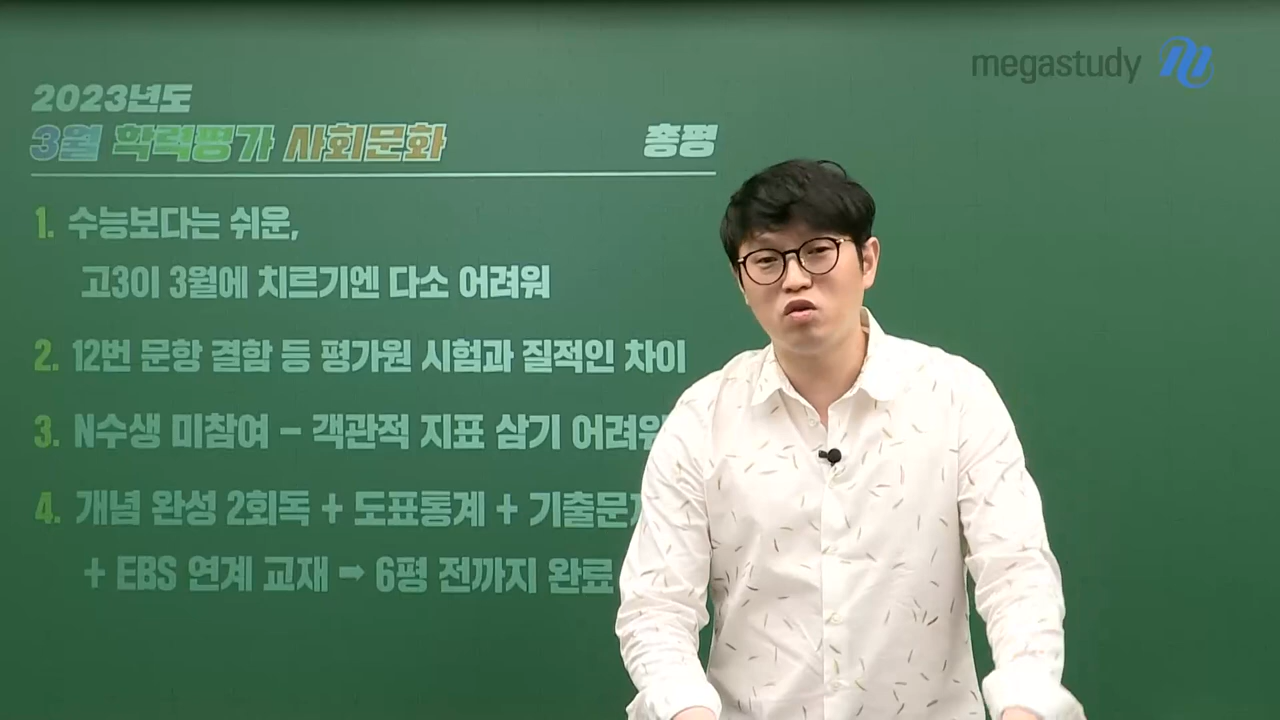 megastudy
2023년도
3월 학력평가 사회문화 총평
1. 수능보다는 쉬운,
고3이 3월에 치르기엔 다소 어려워
2. 12번 문항 결함 등 평가원 시험과 질적인 차이
3. N수생 미참여 - 객관적 지표 삼기
4. 개념 완성 2회독 + 도표통계 +
+ EBS 연계 교재 ➡ 6평 전까지 완료